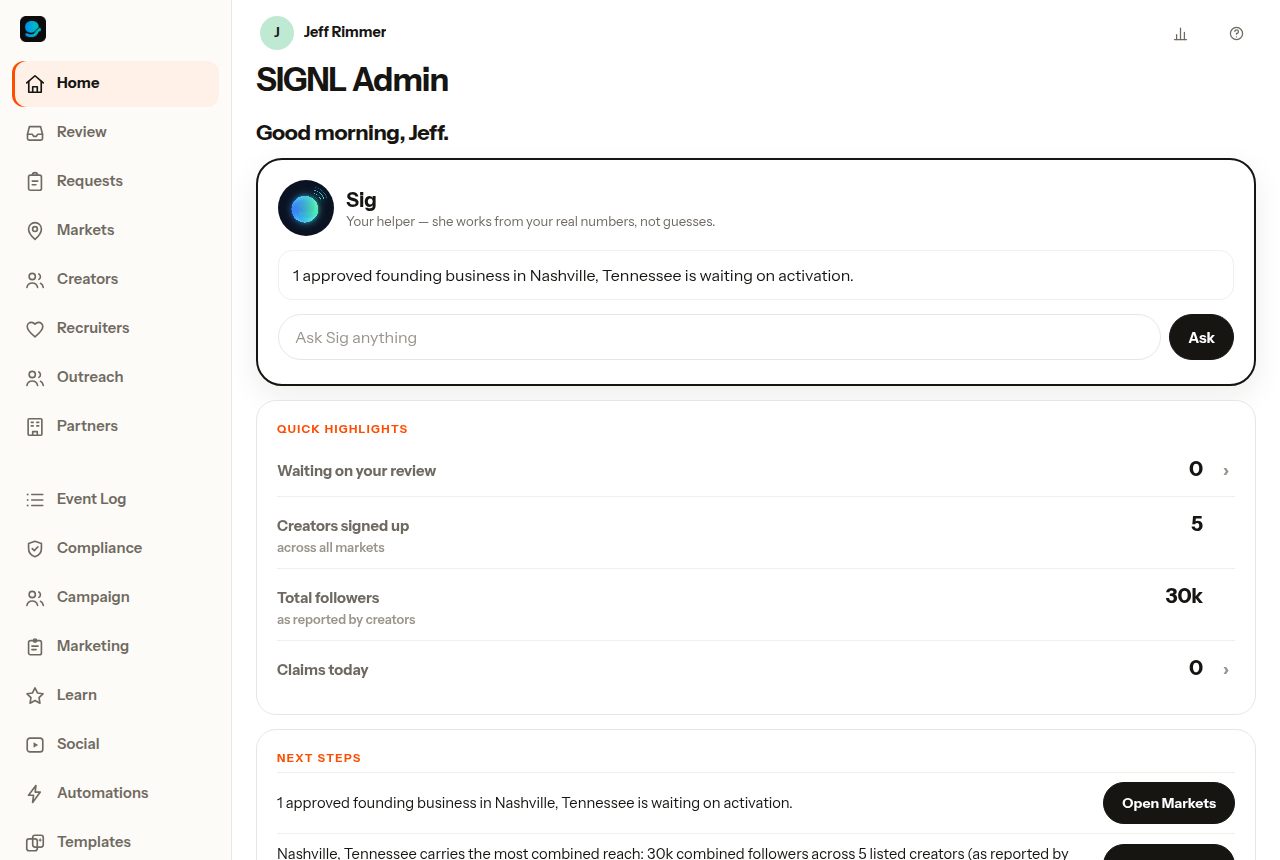 J
Jeff Rimmer
SIGNL Admin
Good morning, Jeff.
Home
Review
Requests
Markets
Creators
Recruiters
Outreach
Partners
Event Log
Compliance
Campaign
Marketing
Learn
Social
Automations
Templates
Sig
Your helper — she works from your real numbers, not guesses.
1 approved founding business in Nashville, Tennessee is waiting on activation.
Ask Sig anything
Ask
QUICK HIGHLIGHTS
Waiting on your review
0
Creators signed up
5
across all markets
Total followers
30k
as reported by creators
Claims today
0
NEXT STEPS
1 approved founding business in Nashville, Tennessee is waiting on activation.
Open Markets
Nashville, Tennessee carries the most combined reach: 30k combined followers across 5 listed creators (as reported by